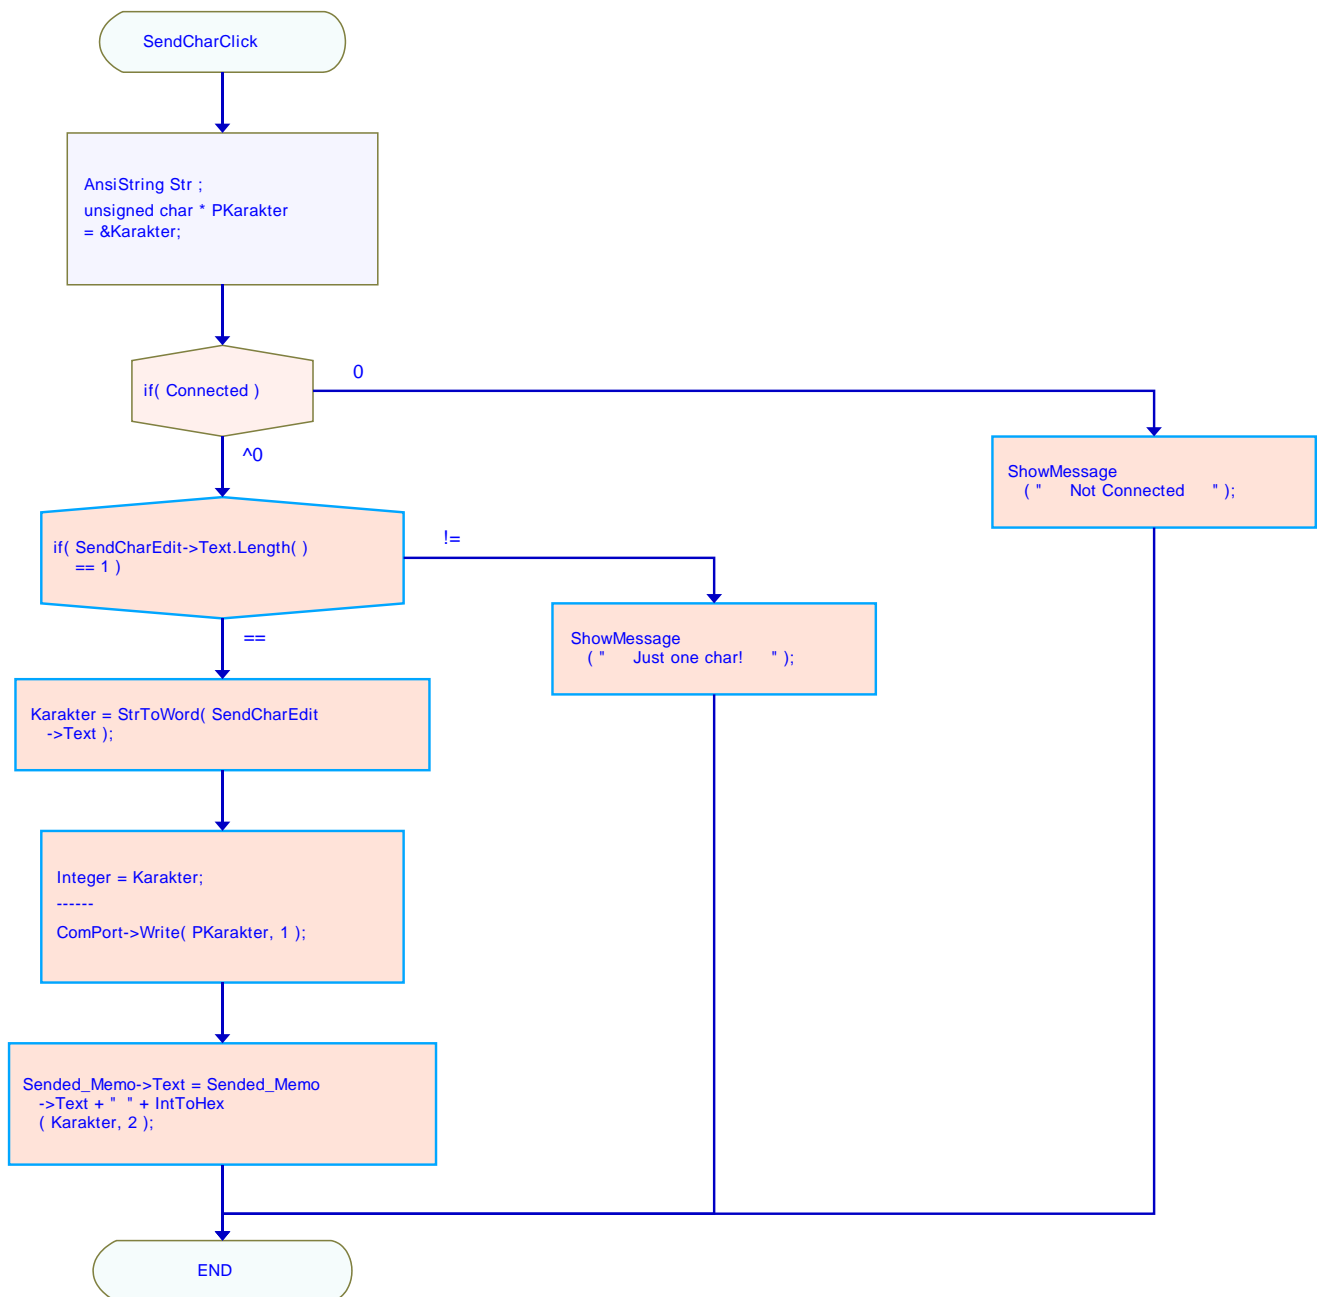 SendCharClick
AnsiString Str ;
unsigned char * PKarakter
= &Karakter;
if( Connected )
0
^0
ShowMessage
( "      Not Connected      " );
if( SendCharEdit->Text.Length( )
== 1 )
!=
==
ShowMessage
( "      Just one char!      " );
Karakter = StrToWord( SendCharEdit
->Text );
Integer = Karakter;
------
ComPort->Write( PKarakter, 1 );
Sended_Memo->Text = Sended_Memo
->Text + "  " + IntToHex
( Karakter, 2 );
END